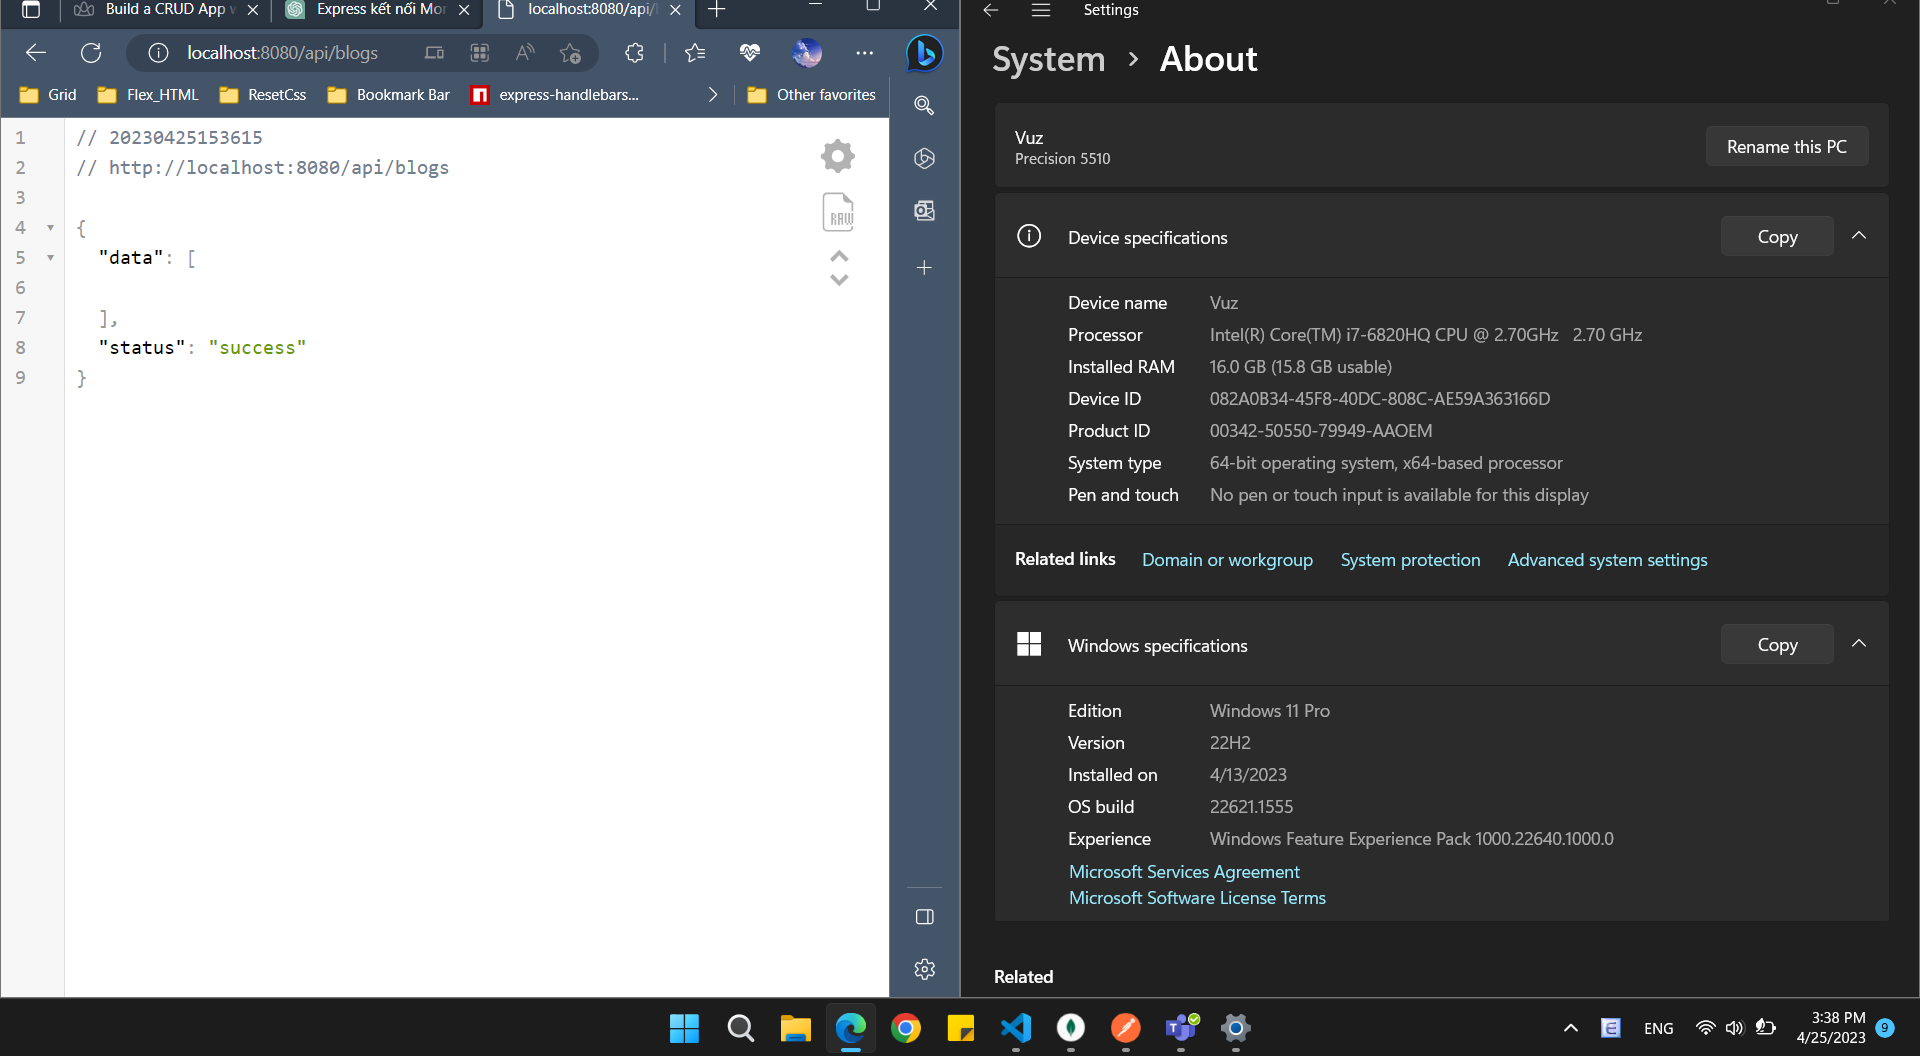 Build a CRUD App w
Express kết nối Mon
localhost:8080/api/
localhost:8080/api/blogs
Grid
Flex_HTML
ResetCss
Bookmark Bar
express-handlebars...
Other favorites
1 // 20230425153615
2 // http://localhost:8080/api/blogs
3
4 {
5 "data": [
6
7 ],
8 "status": "success"
9 }
RAW
Settings
System > About
Vuz
Precision 5510
Rename this PC
Device specifications
Copy
Device name Vuz
Processor Intel(R) Core(TM) i7-6820HQ CPU @ 2.70GHz 2.70 GHz
Installed RAM 16.0 GB (15.8 GB usable)
Device ID 082A0B34-45F8-40DC-808C-AE59A363166D
Product ID 00342-50550-79949-AAOEM
System type 64-bit operating system, x64-based processor
Pen and touch No pen or touch input is available for this display
Related links Domain or workgroup System protection Advanced system settings
Windows specifications
Copy
Edition Windows 11 Pro
Version 22H2
Installed on 4/13/2023
OS build 22621.1555
Experience Windows Feature Experience Pack 1000.22640.1000.0
Microsoft Services Agreement
Microsoft Software License Terms
Related
ENG
3:38 PM
4/25/2023
9